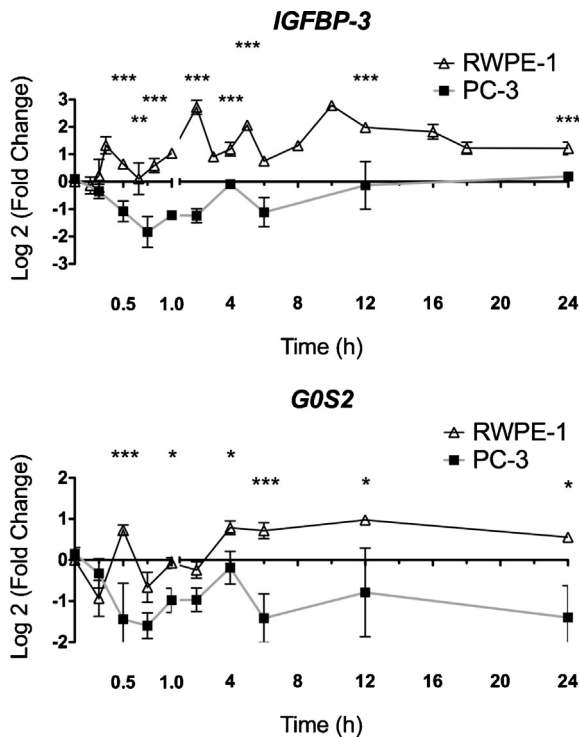 IGFBP-3
***
*** *** *** ***
** *** ***
RWPE-1
PC-3
3
2
1
0
-1
-2
-3
Log 2 (Fold Change)
0.5 1.0 4 8 12 16 20 24
Time (h)
G0S2
RWPE-1
PC-3
*** * * *** * *
2
1
0
-1
-2
Log 2 (Fold Change)
0.5 1.0 4 8 12 16 20 24
Time (h)